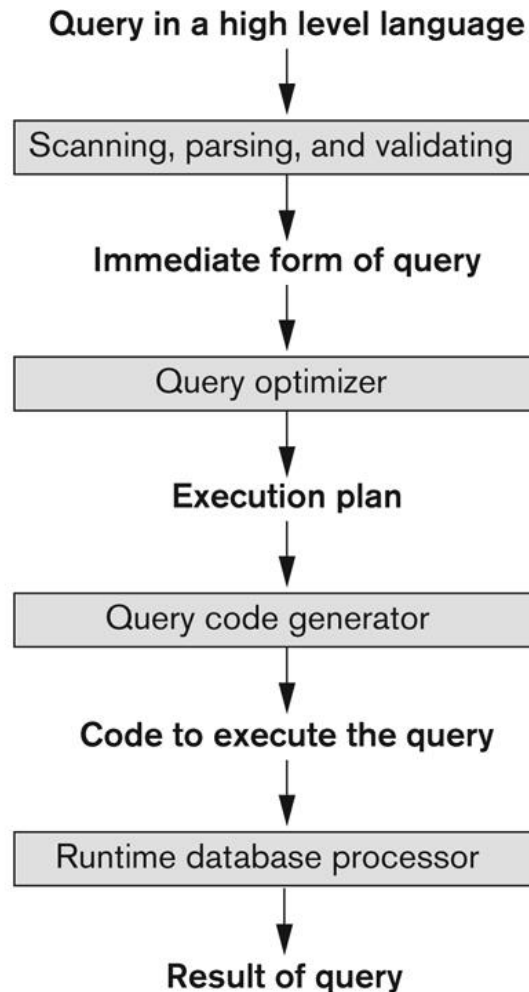 Query in a high level language
Scanning, parsing, and validating
Immediate form of query
Query optimizer
Execution plan
Query code generator
Code to execute the query
Runtime database processor
Result of query